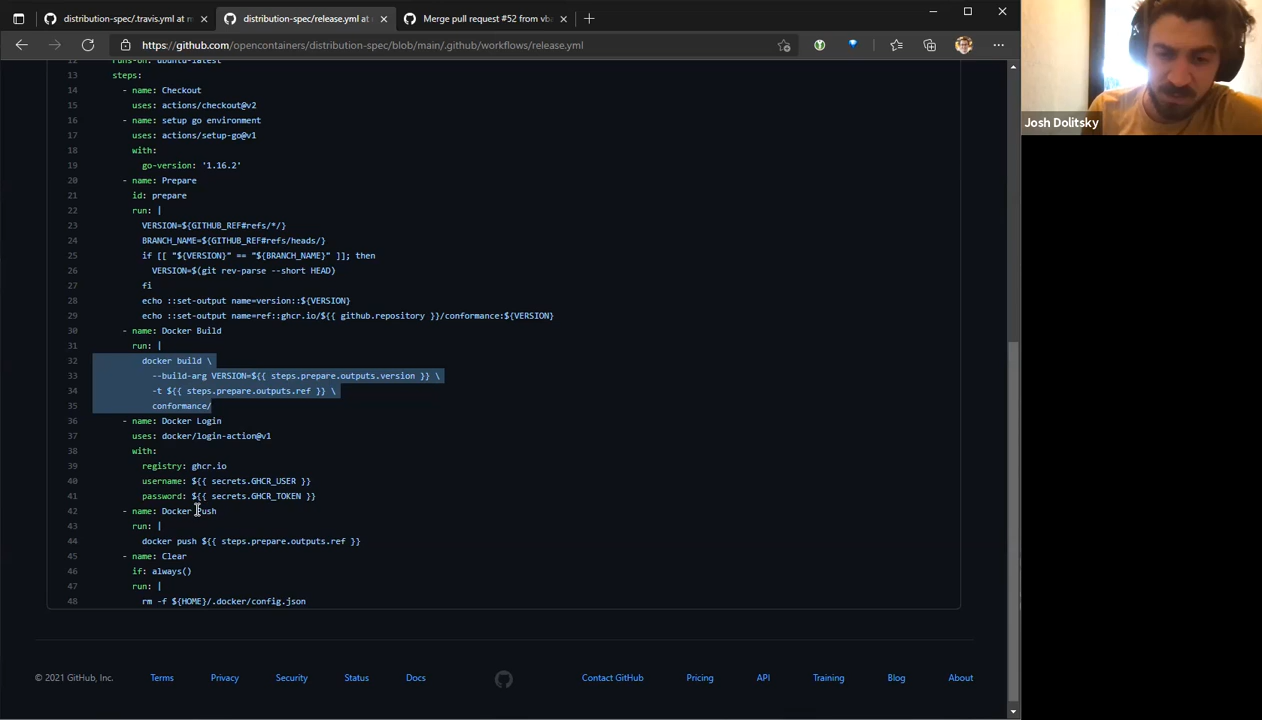 distribution-spec/.travis.yml at m
distribution-spec/release.yml at
Merge pull request #52 from vba
https://github.com/opencontainers/distribution-spec/blob/main/.github/workflows/release.yml
Josh Dolitsky
12 runs-on: ubuntu-latest
13 steps:
14 - name: Checkout
15 uses: actions/checkout@v2
16 - name: setup go environment
17 uses: actions/setup-go@v1
18 with:
19 go-version: '1.16.2'
20 - name: Prepare
21 id: prepare
22 run: |
23 VERSION=${GITHUB_REF#refs/*/}
24 BRANCH_NAME=${GITHUB_REF#refs/heads/}
25 if [[ "${VERSION}" == "${BRANCH_NAME}" ]]; then
26 VERSION=$(git rev-parse --short HEAD)
27 fi
28 echo ::set-output name=version::${VERSION}
29 echo ::set-output name=ref::ghcr.io/${{ github.repository }}/conformance:${VERSION}
30 - name: Docker Build
31 run: |
32 docker build \
33 --build-arg VERSION=${{ steps.prepare.outputs.version }} \
34 -t ${{ steps.prepare.outputs.ref }} \
35 conformance/
36 - name: Docker Login
37 uses: docker/login-action@v1
38 with:
39 registry: ghcr.io
40 username: ${{ secrets.GHCR_USER }}
41 password: ${{ secrets.GHCR_TOKEN }}
42 - name: Docker Push
43 run: |
44 docker push ${{ steps.prepare.outputs.ref }}
45 - name: Clear
46 if: always()
47 run: |
48 rm -f ${HOME}/.docker/config.json
© 2021 GitHub, Inc. Terms Privacy Security Status Docs Contact GitHub Pricing API Training Blog About